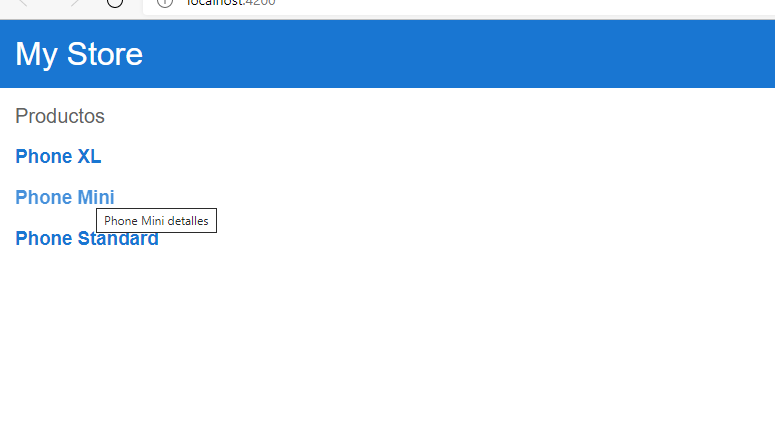 localhost:4200
My Store
Productos
Phone XL
Phone Mini
Phone Mini detalles
Phone Standard